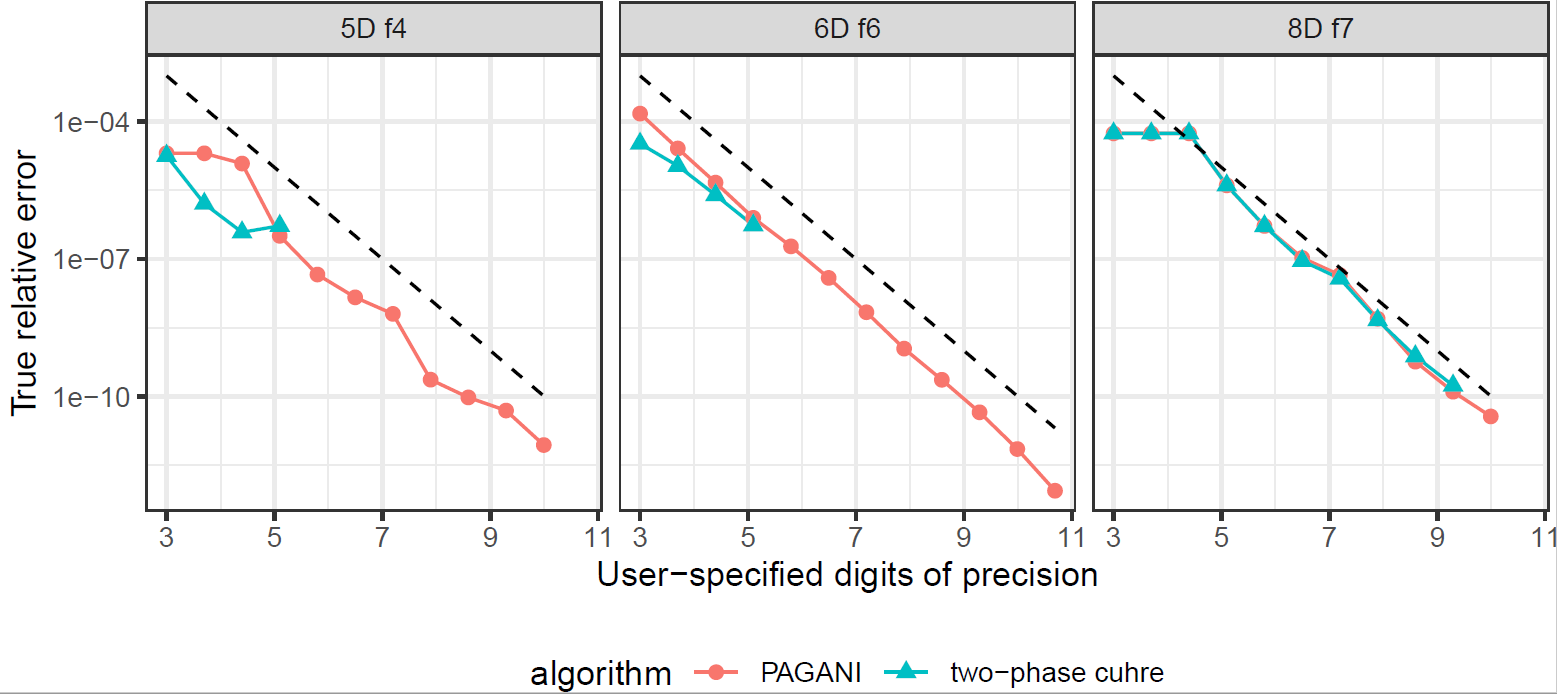 5D f4 6D f6 8D f7
True relative error
1e−04
1e−07
1e−10
3 5 7 9 11 3 5 7 9 11 3 5 7 9 11
User−specified digits of precision
algorithm PAGANI two−phase cuhre